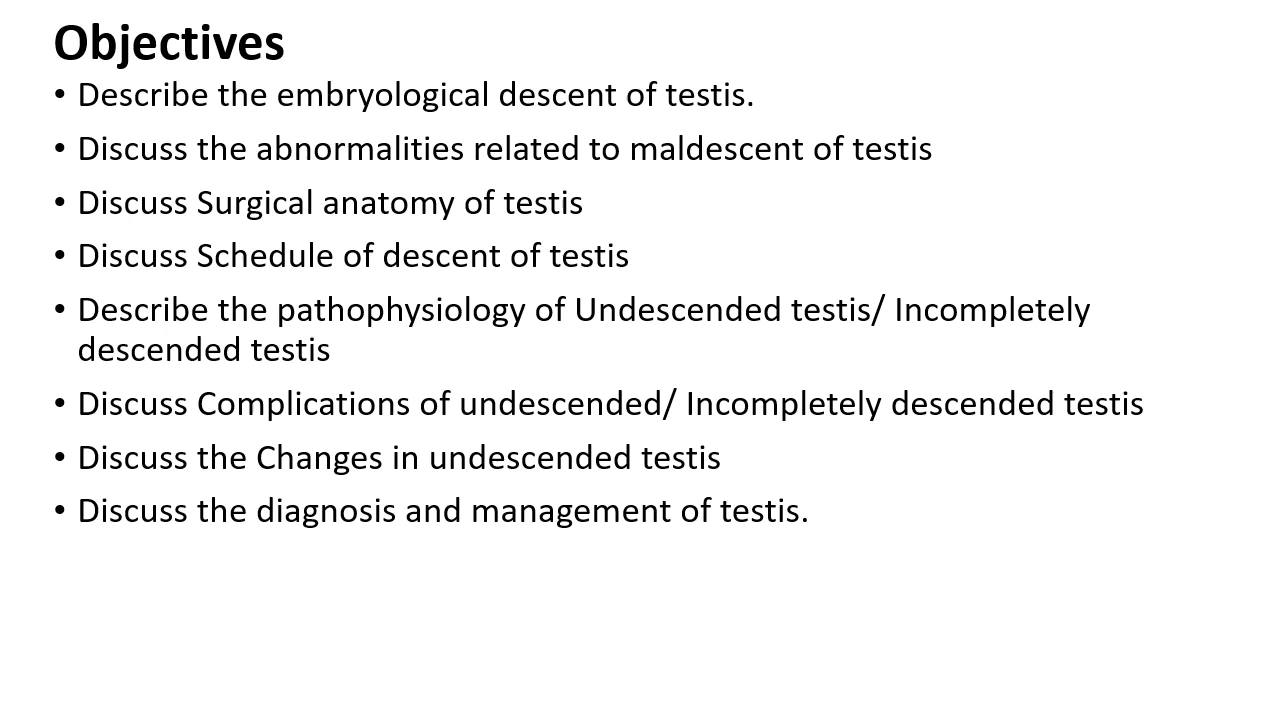 Objectives
• Describe the embryological descent of testis.
• Discuss the abnormalities related to maldescent of testis
• Discuss Surgical anatomy of testis
• Discuss Schedule of descent of testis
• Describe the pathophysiology of Undescended testis/ Incompletely
descended testis
• Discuss Complications of undescended/ Incompletely descended testis
• Discuss the Changes in undescended testis
• Discuss the diagnosis and management of testis.